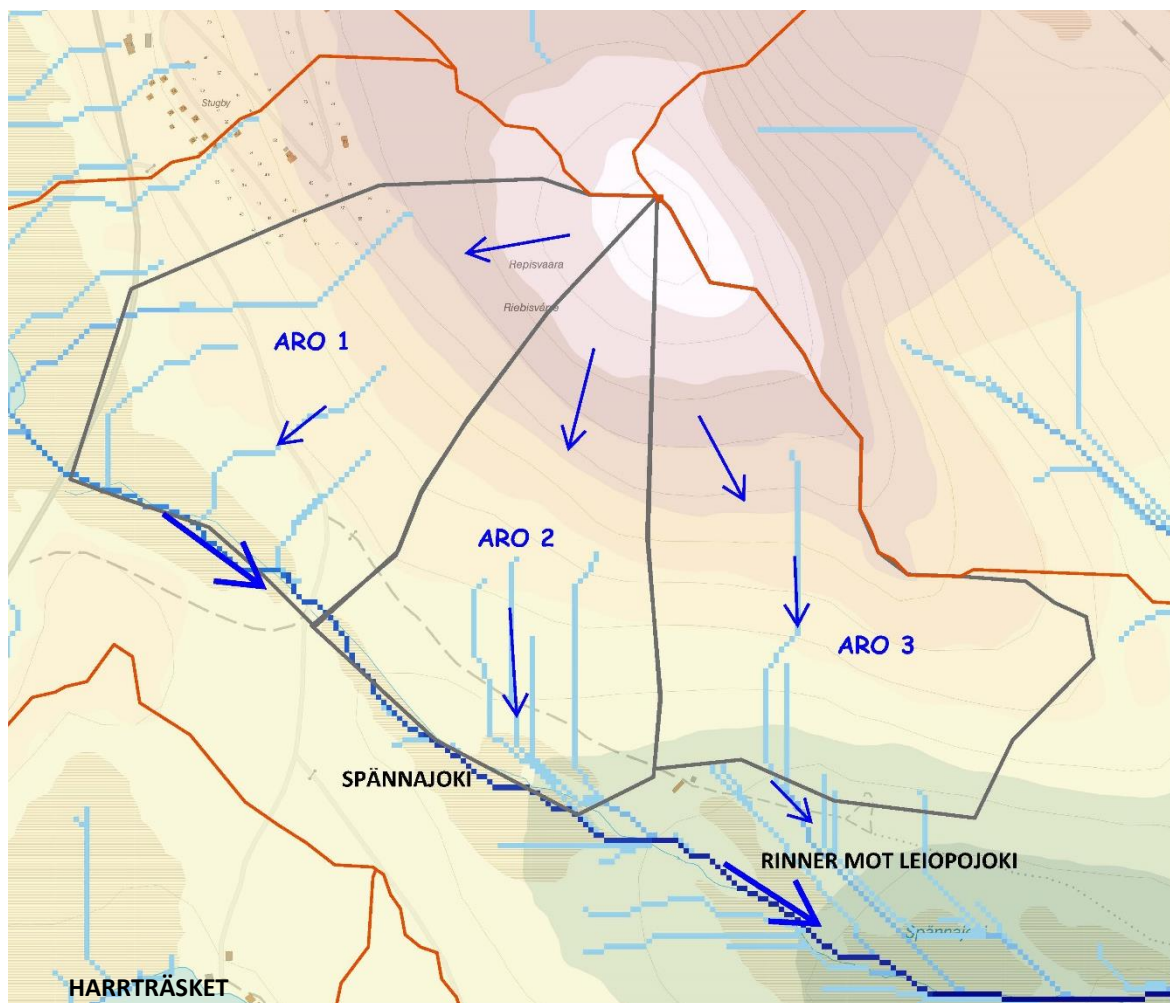 Stugby
Repisvaara
Riebisvárre
ARO 1
ARO 2
ARO 3
SPÄNNAJOKI
RINNER MOT LEIOPOJOKI
HARRTRÄSKET